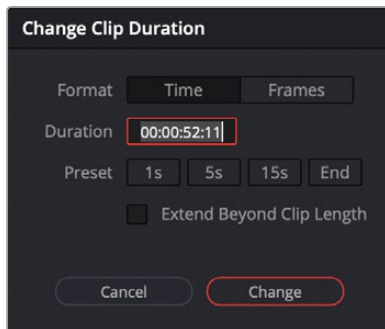 Change Clip Duration
Format Time Frames
Duration 00:00:52:11
Preset 1s 5s 15s End
Extend Beyond Clip Length
Cancel Change